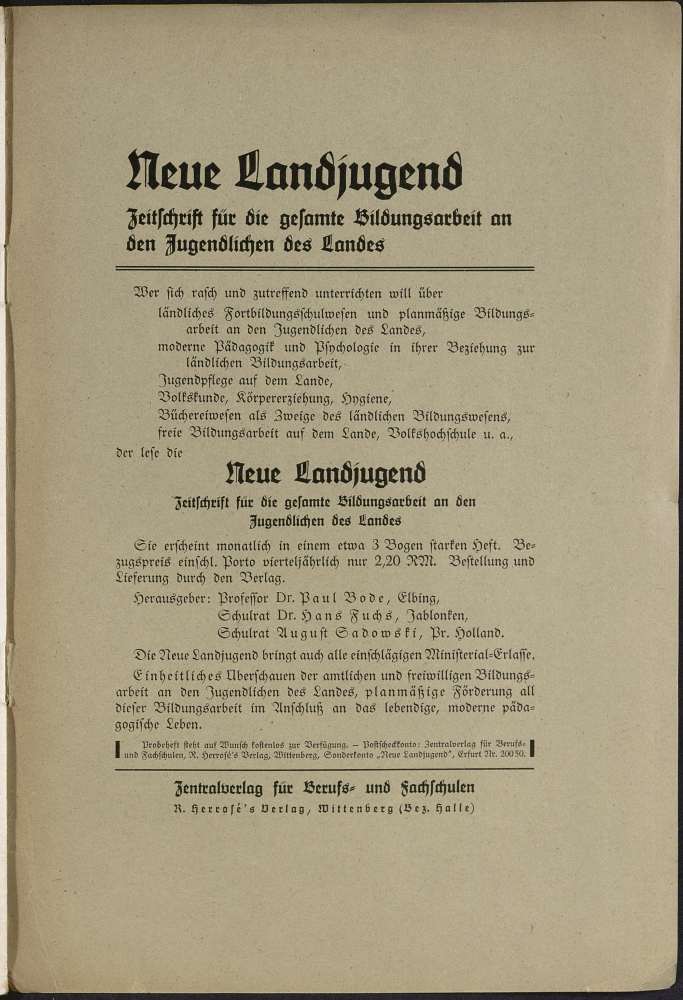 Neue Landjugend
Zeitschrift für die gesamte Bildungsarbeit an
den Jugendlichen des Landes
Wer sich rasch und zutreffend unterrichten will über
ländliches Fortbildungsschulwesen und planmäßige Bildungs-
arbeit an den Jugendlichen des Landes,
moderne Pädagogik und Psychologie in ihrer Beziehung zur
ländlichen Bildungsarbeit,
Jugendpflege auf dem Lande,
Volkskunde, Körpererziehung, Hygiene,
Büchereiwesen als Zweige des ländlichen Bildungswesens,
freie Bildungsarbeit auf dem Lande, Volkshochschule u. a.,
der lese die
Neue Landjugend
Zeitschrift für die gesamte Bildungsarbeit an den
Jugendlichen des Landes
Sie erscheint monatlich in einem etwa 3 Bogen starken Heft. Be-
zugspreis einschl. Porto vierteljährlich nur 2,20 RM. Bestellung und
Lieferung durch den Verlag.
Herausgeber: Professor Dr. Paul Bode, Elbing,
Schulrat Dr. Hans Fuchs, Jablonken,
Schulrat August Sadowski, Pr. Holland.
Die Neue Landjugend bringt auch alle einschlägigen Ministerial-Erlasse.
Einheitliches Überschauen der amtlichen und freiwilligen Bildungs-
arbeit an den Jugendlichen des Landes, planmäßige Förderung all
dieser Bildungsarbeit im Anschluß an das lebendige, moderne päda-
gogische Leben.
Probeheft steht auf Wunsch kostenlos zur Verfügung. – Postscheckkonto: Zentralverlag für Berufs-
und Fachschulen, R. Herrosé's Verlag, Wittenberg, Sonderkonto „Neue Landjugend", Erfurt Nr. 20050.
Zentralverlag für Berufs- und Fachschulen
R. Herrosé's Verlag, Wittenberg (Bez. Halle)